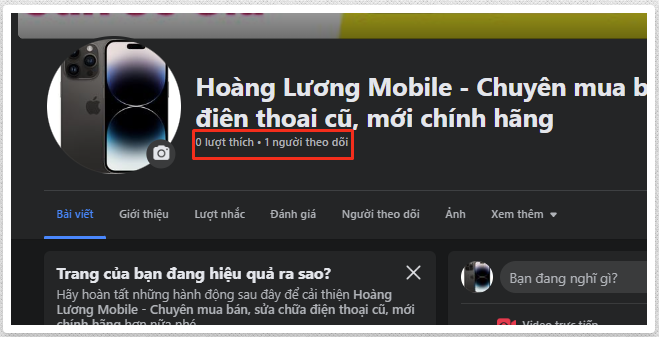 Hoàng Lương Mobile - Chuyên mua b
điện thoại cũ, mới chính hãng
0 lượt thích • 1 người theo dõi
Bài viết Giới thiệu Lượt nhắc Đánh giá Người theo dõi Ảnh Xem thêm
Trang của bạn đang hiệu quả ra sao?
Bạn đang nghĩ gì?
Hãy hoàn tất những hành động sau đây để cải thiện Hoàng
Lương Mobile - Chuyên mua bán, sửa chữa điện thoại cũ, mới
chính hãng hơn nữa nhé.
Video trực tiếp